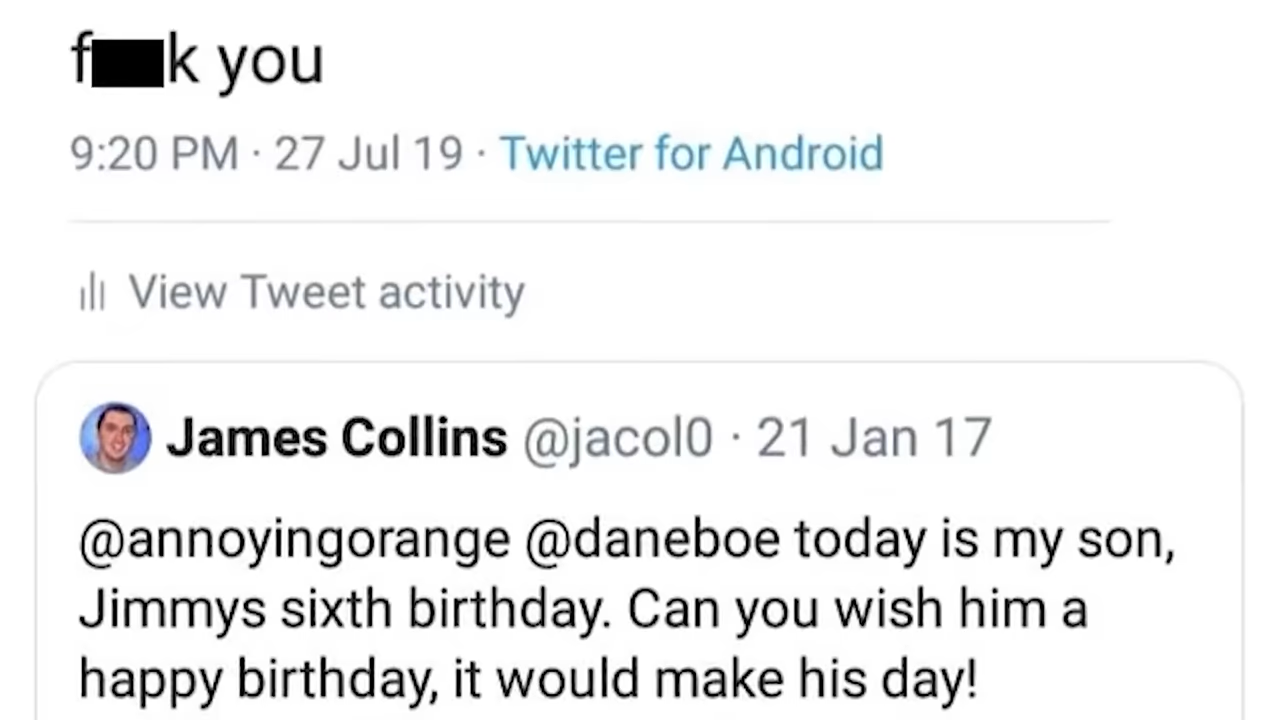 f k you
9:20 PM · 27 Jul 19 · Twitter for Android
View Tweet activity
James Collins @jacol0 · 21 Jan 17
@annoyingorange @daneboe today is my son,
Jimmys sixth birthday. Can you wish him a
happy birthday, it would make his day!